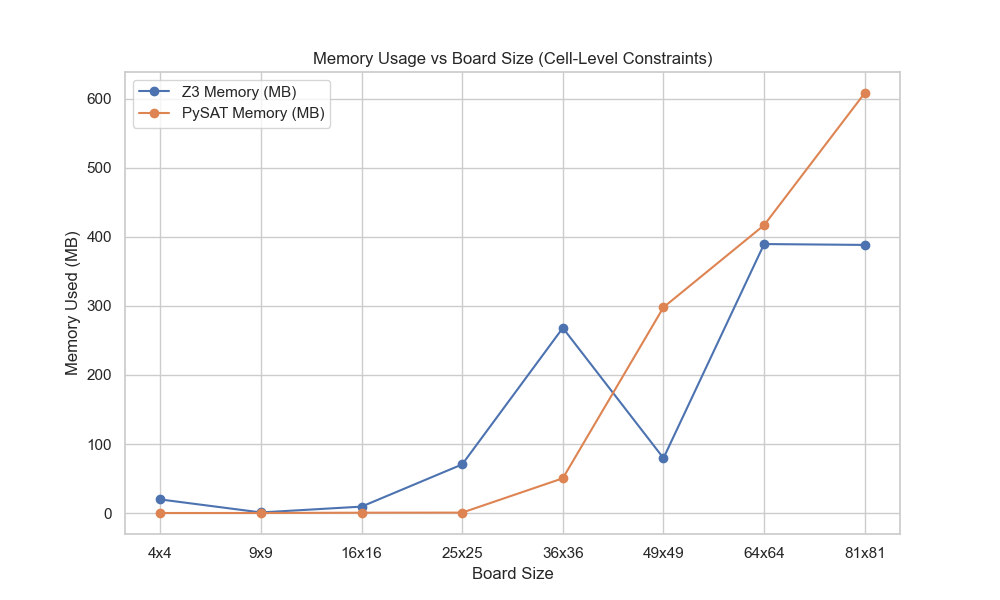 Memory Usage vs Board Size (Cell-Level Constraints)
Z3 Memory (MB)
PySAT Memory (MB)
Memory Used (MB)
600
500
400
300
200
100
0
4x4 9x9 16x16 25x25 36x36 49x49 64x64 81x81
Board Size